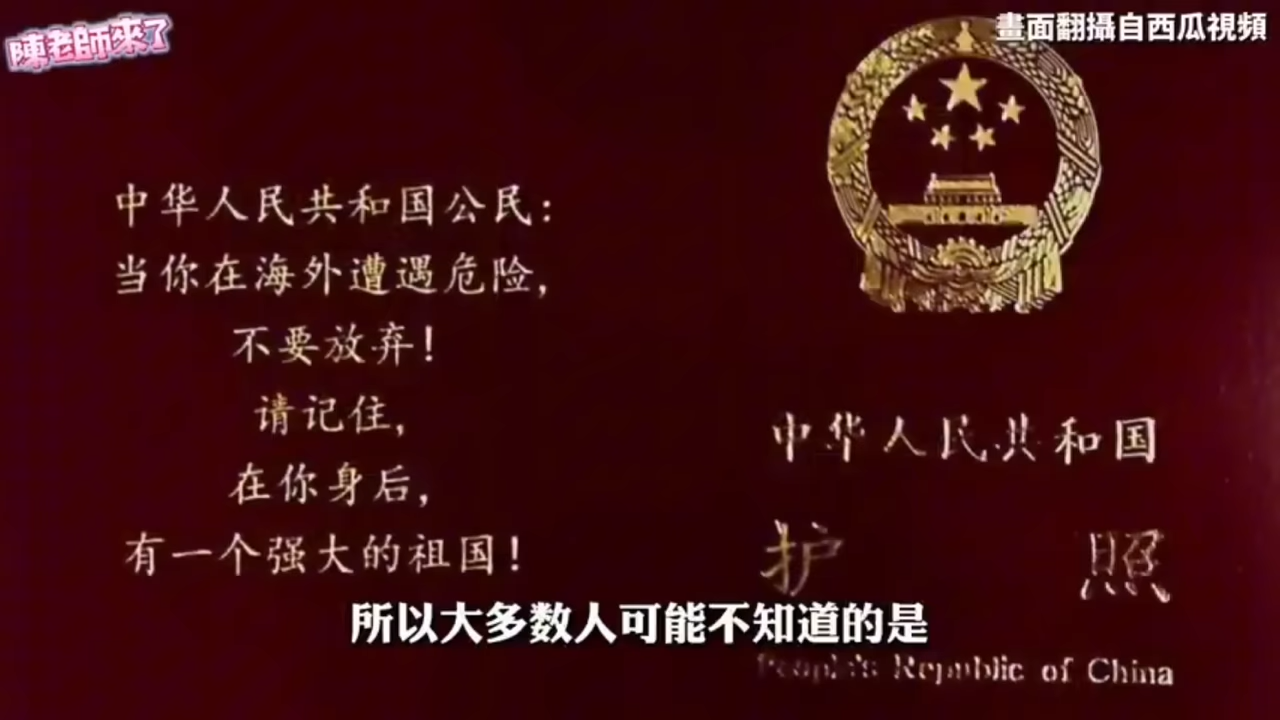 陳老師來了
畫面翻攝自西瓜視頻
中华人民共和国公民：
当你在海外遭遇危险，
不要放弃！
请记住，
在你身后，
有一个强大的祖国！
中华人民共和国
护照
People's Republic of China
所以大多数人可能不知道的是